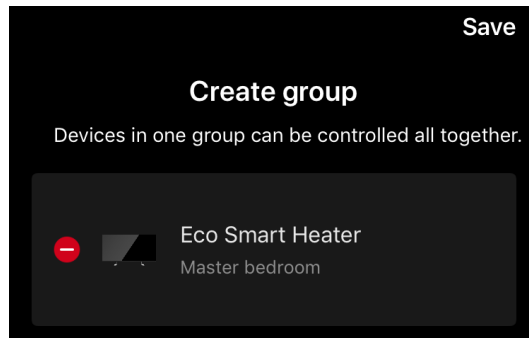 Save
Create group
Devices in one group can be controlled all together.
Eco Smart Heater
Master bedroom